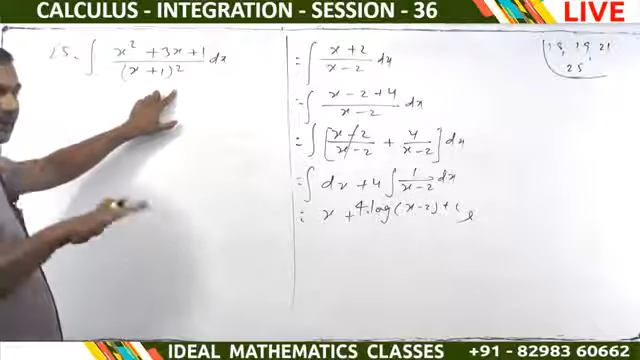 CALCULUS - INTEGRATION - SESSION - 36
LIVE
25. ∫ (x² + 3x + 1)/(x + 1)² dx
= ∫ (x + 2)/(x - 2) dx
= ∫ (x - 2 + 4)/(x - 2) dx
= ∫ [(x - 2)/(x - 2) + 4/(x - 2)] dx
= ∫ dx + 4 ∫ 1/(x - 2) dx
= x + 4 log(x - 2) + c
18, 19, 21
25
IDEAL MATHEMATICS CLASSES +91 - 82983 60662